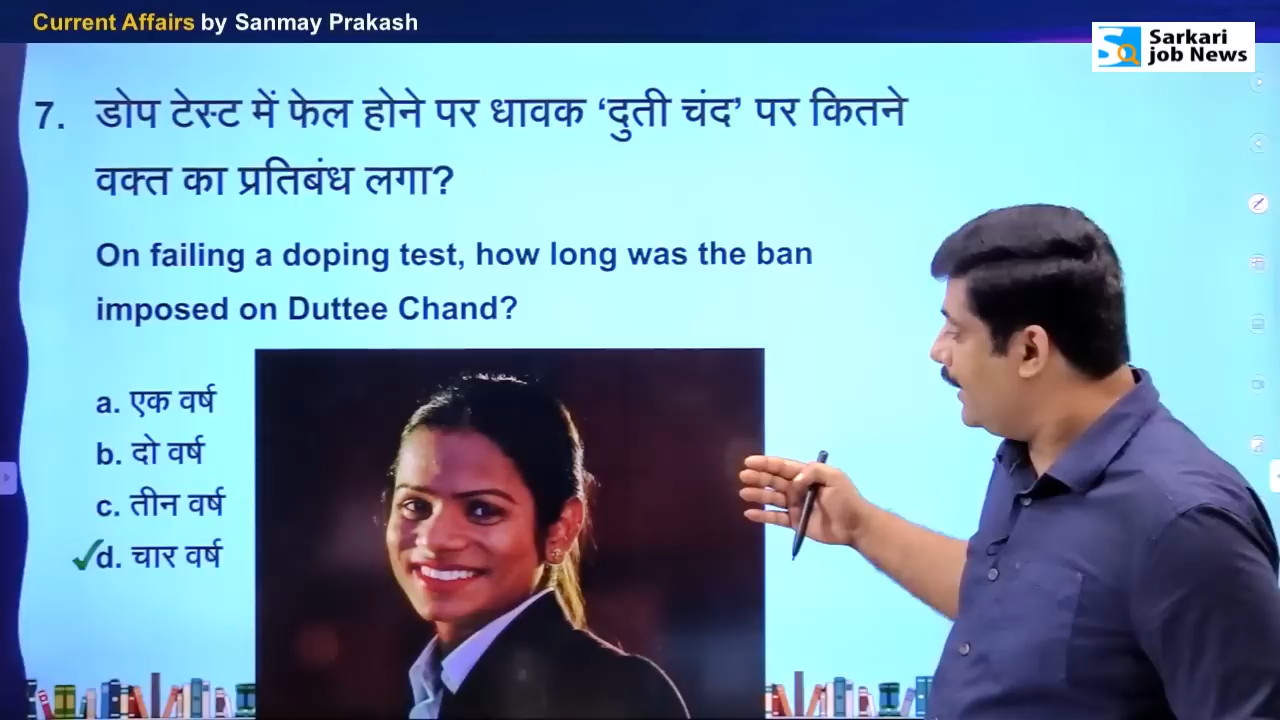 Current Affairs by Sanmay Prakash
Sarkari
Job News
7. डोप टेस्ट में फेल होने पर धावक ‘दुती चंद’ पर कितने
वक्त का प्रतिबंध लगा?
On failing a doping test, how long was the ban
imposed on Duttee Chand?
a. एक वर्ष
b. दो वर्ष
c. तीन वर्ष
d. चार वर्ष